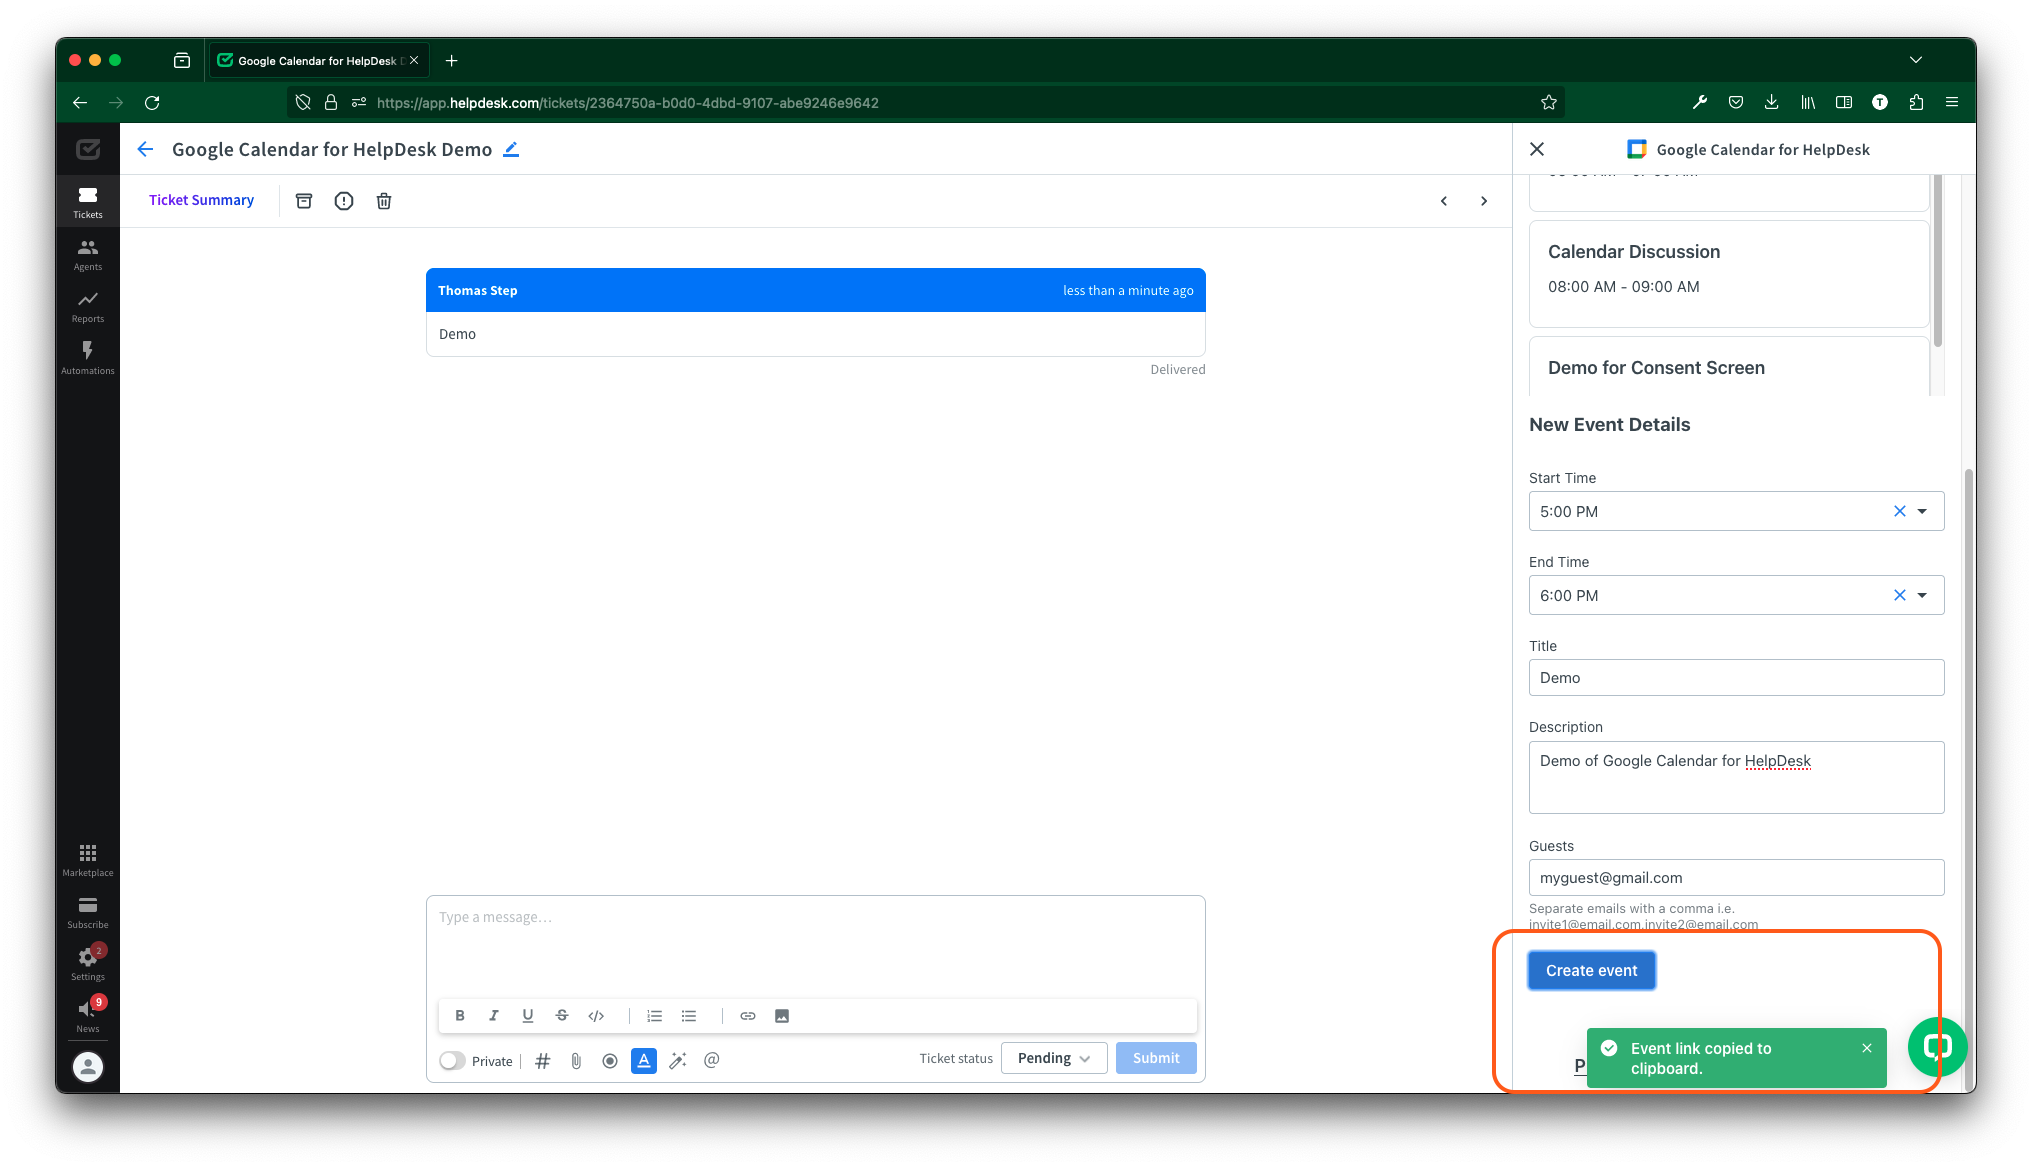 Google Calendar for HelpDesk D
https://app.helpdesk.com/tickets/2364750a-b0d0-4dbd-9107-abe9246e9642
T
Google Calendar for HelpDesk Demo
Google Calendar for HelpDesk
Ticket Summary
Tickets
Agents
Reports
Automations
Marketplace
Subscribe
2
Settings
9
News
Thomas Step
less than a minute ago
Demo
Delivered
Type a message...
B I U S </>
Private
# A @
Ticket status
Pending
Submit
Calendar Discussion
08:00 AM - 09:00 AM
Demo for Consent Screen
New Event Details
Start Time
5:00 PM
End Time
6:00 PM
Title
Demo
Description
Demo of Google Calendar for HelpDesk
Guests
myguest@gmail.com
Separate emails with a comma i.e.
invite1@email.com,invite2@email.com
Create event
P
Event link copied to
clipboard.